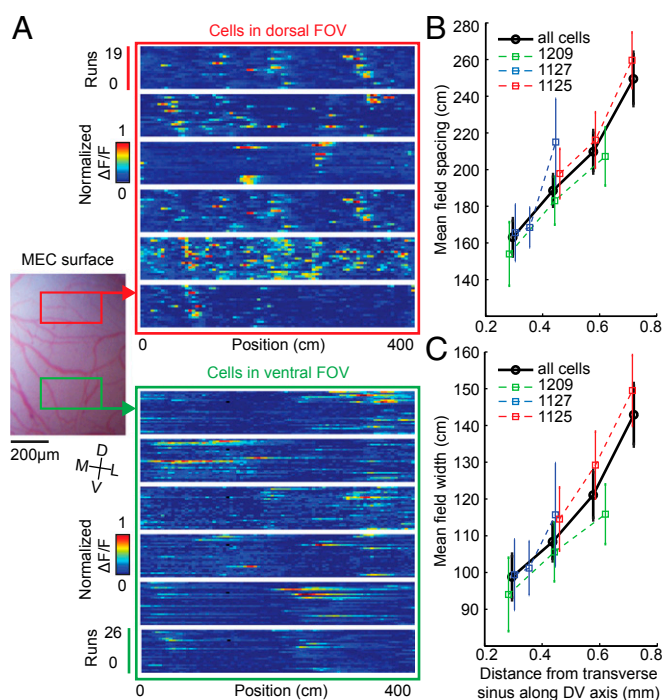 A
Cells in dorsal FOV
19
Runs
0
1
Normalized
ΔF/F
0
MEC surface
200μm
D
M L
V
0 Position (cm) 400
Cells in ventral FOV
1
Normalized
ΔF/F
0
26
Runs
0
0 Position (cm) 400
B
280
260
240
220
200
180
160
140
Mean field spacing (cm)
all cells
1209
1127
1125
0.2 0.4 0.6 0.8
C
160
150
140
130
120
110
100
90
Mean field width (cm)
all cells
1209
1127
1125
0.2 0.4 0.6 0.8
Distance from transverse
sinus along DV axis (mm)